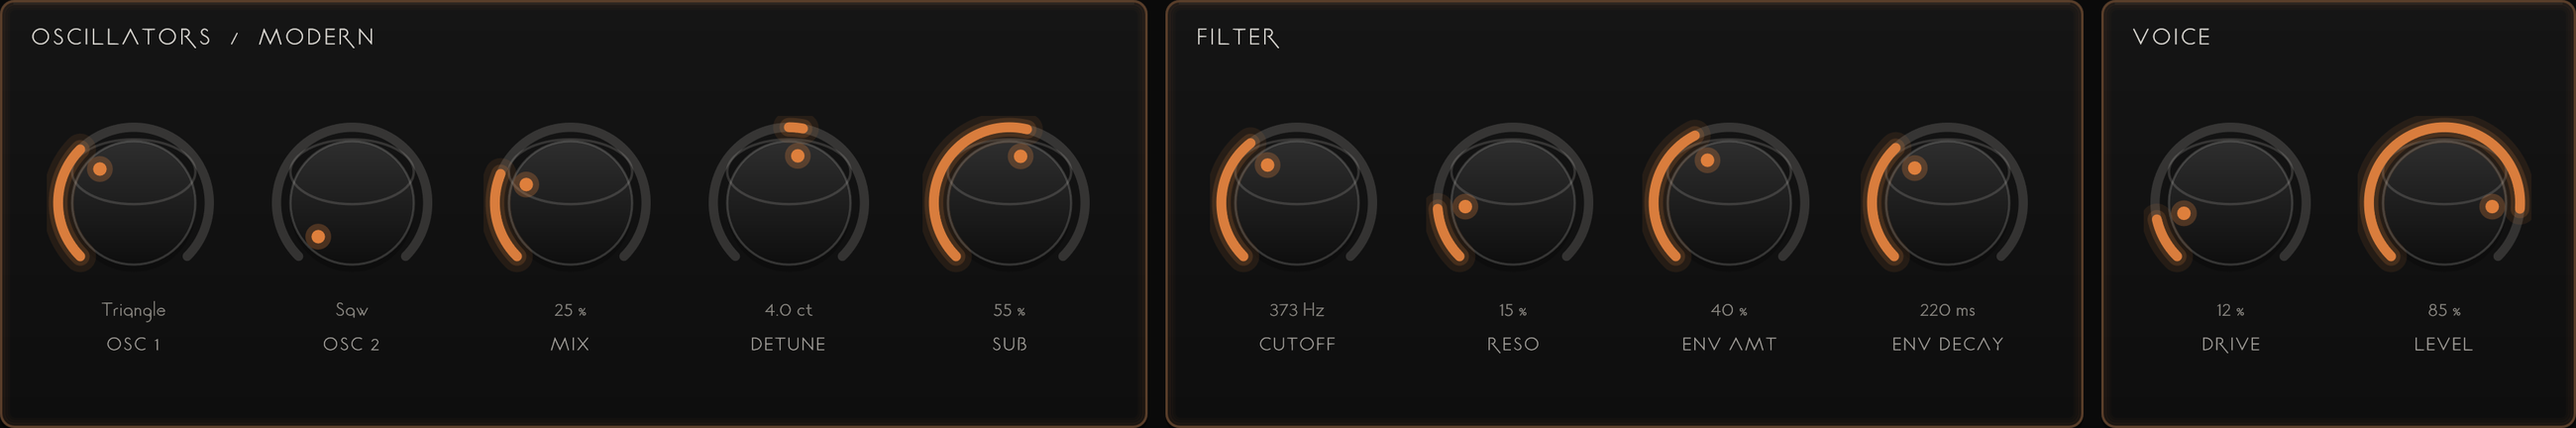 OSCILLATORS / MODERN
Triangle
OSC 1
Saw
OSC 2
25 %
MIX
4.0 ct
DETUNE
55 %
SUB
FILTER
373 Hz
CUTOFF
15 %
RESO
40 %
ENV AMT
220 ms
ENV DECAY
VOICE
12 %
DRIVE
85 %
LEVEL